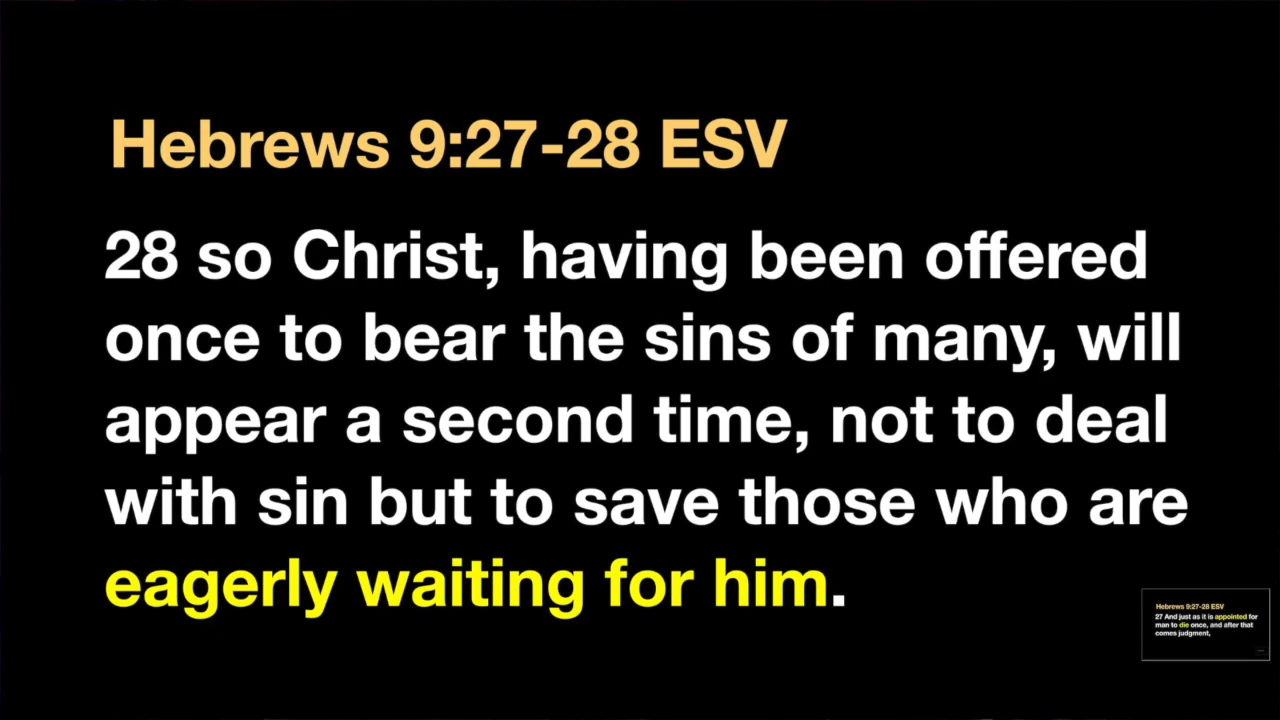 Hebrews 9:27-28 ESV
28 so Christ, having been offered
once to bear the sins of many, will
appear a second time, not to deal
with sin but to save those who are
eagerly waiting for him.
Hebrews 9:27-28 ESV
27 And just as it is appointed for
man to die once, and after that
comes judgment,